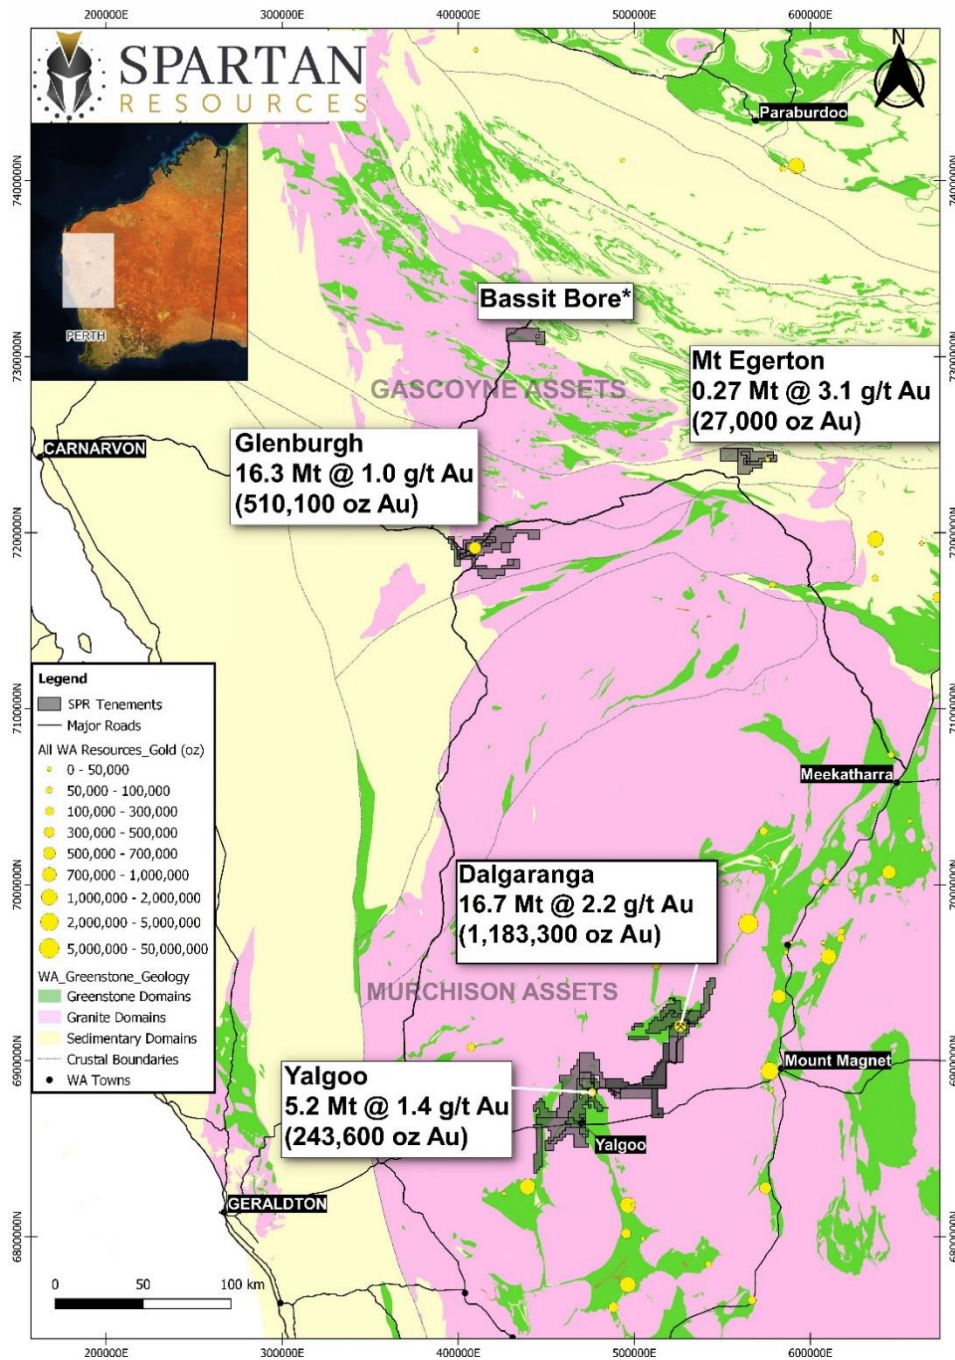 200000E 300000E 400000E 500000E 600000E
N
SPARTAN
RESOURCES
Paraburdoo
7400000N 7400000N
PERTH
Bassit Bore*
7300000N 7300000N
Mt Egerton
0.27 Mt @ 3.1 g/t Au
(27,000 oz Au)
GASCOYNE ASSETS
CARNARVON
Glenburgh
16.3 Mt @ 1.0 g/t Au
(510,100 oz Au)
7200000N 7200000N
Legend
SPR Tenements
Major Roads
All WA Resources_Gold (oz)
0 - 50,000
50,000 - 100,000
100,000 - 300,000
300,000 - 500,000
500,000 - 700,000
700,000 - 1,000,000
1,000,000 - 2,000,000
2,000,000 - 5,000,000
5,000,000 - 50,000,000
WA_Greenstone_Geology
Greenstone Domains
Granite Domains
Sedimentary Domains
Crustal Boundaries
WA Towns
7100000N 7100000N
Meekatharra
7000000N 7000000N
Dalgaranga
16.7 Mt @ 2.2 g/t Au
(1,183,300 oz Au)
MURCHISON ASSETS
6900000N 6900000N
Mount Magnet
Yalgoo
5.2 Mt @ 1.4 g/t Au
(243,600 oz Au)
Yalgoo
GERALDTON
6800000N 6800000N
0 50 100 km
200000E 300000E 400000E 500000E 600000E